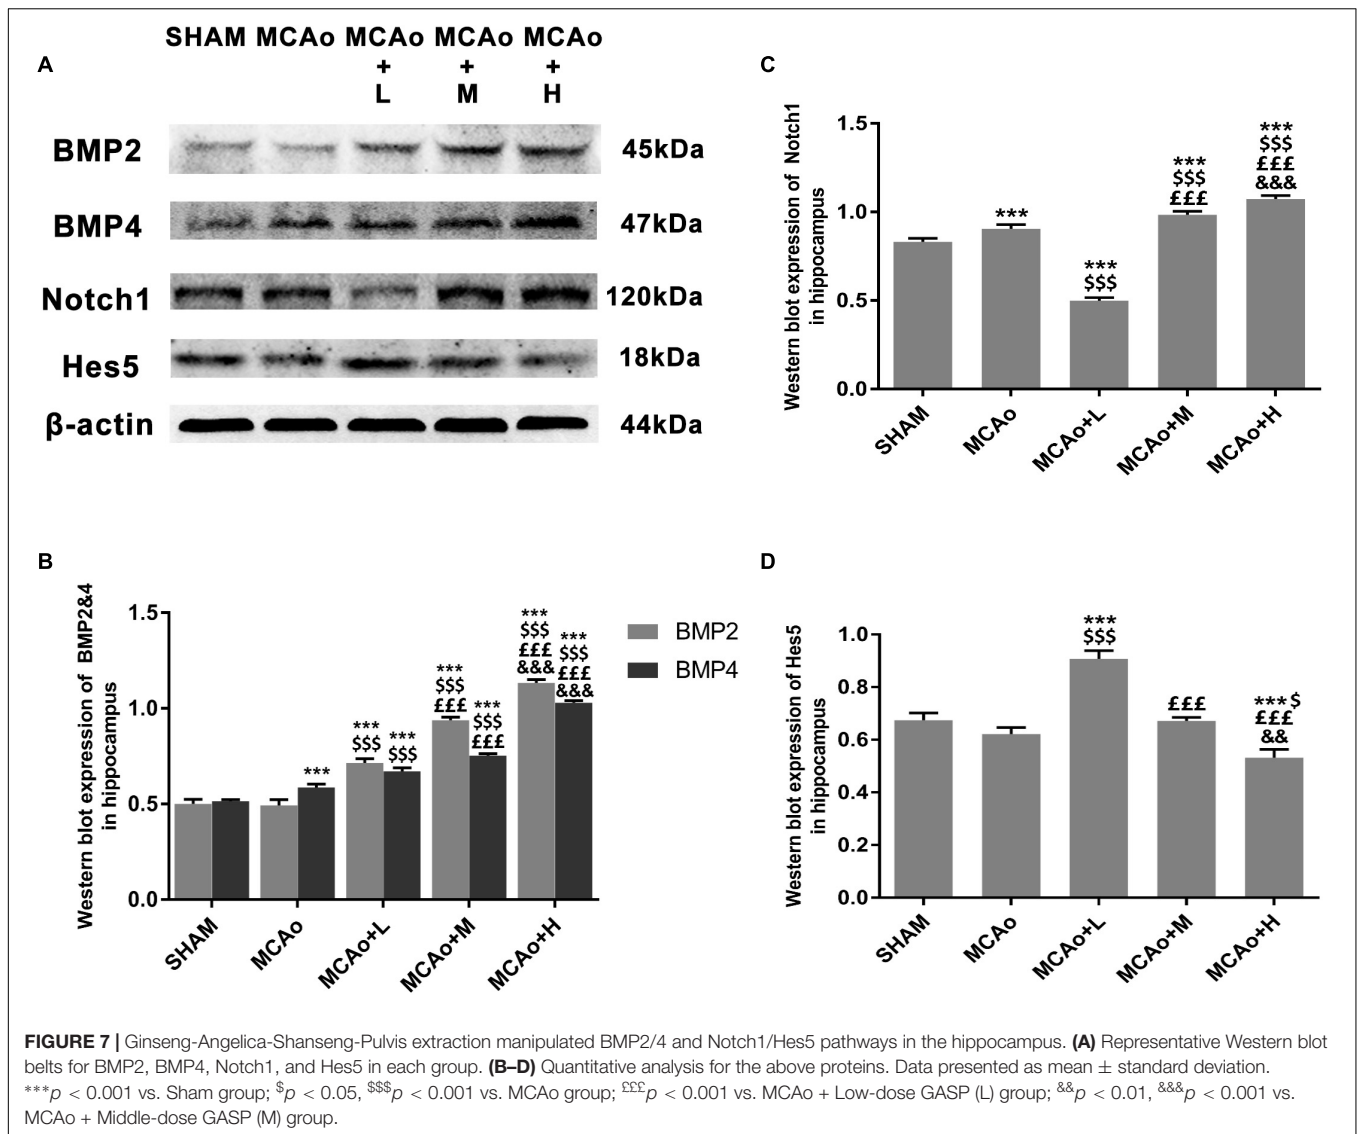 A
SHAM MCAo MCAo MCAo MCAo
+ + +
L M H
BMP2 45kDa
BMP4 47kDa
Notch1 120kDa
Hes5 18kDa
β-actin 44kDa
C
Western blot expression of Notch1
in hippocampus
1.5
1.0
0.5
0.0
***
***
$$$
***
$$$
£££
***
$$$
£££
&&&
SHAM
MCAo
MCAo+L
MCAo+M
MCAo+H
B
Western blot expression of BMP2&4
in hippocampus
1.5
1.0
0.5
0.0
***
***
$$$
***
$$$
***
$$$
£££
***
$$$
£££
***
$$$
£££
&&&
***
$$$
£££
&&&
BMP2
BMP4
SHAM
MCAo
MCAo+L
MCAo+M
MCAo+H
D
Western blot expression of Hes5
in hippocampus
1.0
0.8
0.6
0.4
0.2
0.0
***
$$$
£££
***$
£££
&&
SHAM
MCAo
MCAo+L
MCAo+M
MCAo+H
FIGURE 7 | Ginseng-Angelica-Shanseng-Pulvis extraction manipulated BMP2/4 and Notch1/Hes5 pathways in the hippocampus. (A) Representative Western blot
belts for BMP2, BMP4, Notch1, and Hes5 in each group. (B–D) Quantitative analysis for the above proteins. Data presented as mean ± standard deviation.
***p < 0.001 vs. Sham group; $p < 0.05, $$$p < 0.001 vs. MCAo group; £££p < 0.001 vs. MCAo + Low-dose GASP (L) group; &&p < 0.01, &&&p < 0.001 vs.
MCAo + Middle-dose GASP (M) group.